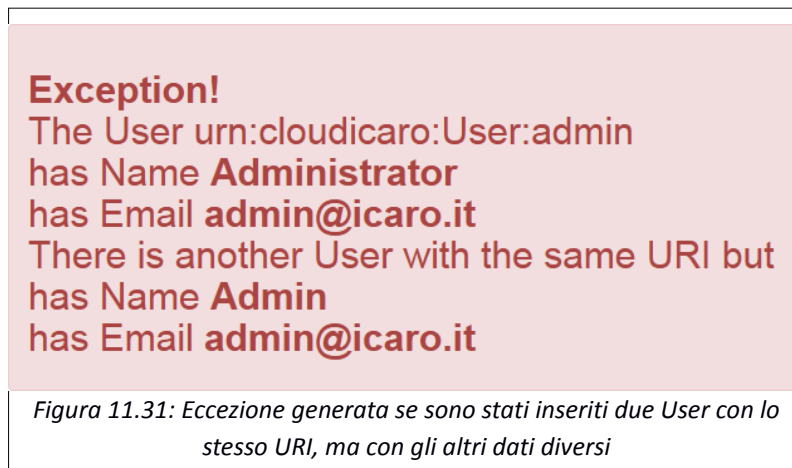 Exception!
The User urn:cloudicaro:User:admin
has Name Administrator
has Email admin@icaro.it
There is another User with the same URI but
has Name Admin
has Email admin@icaro.it
Figura 11.31: Eccezione generata se sono stati inseriti due User con lo
stesso URI, ma con gli altri dati diversi